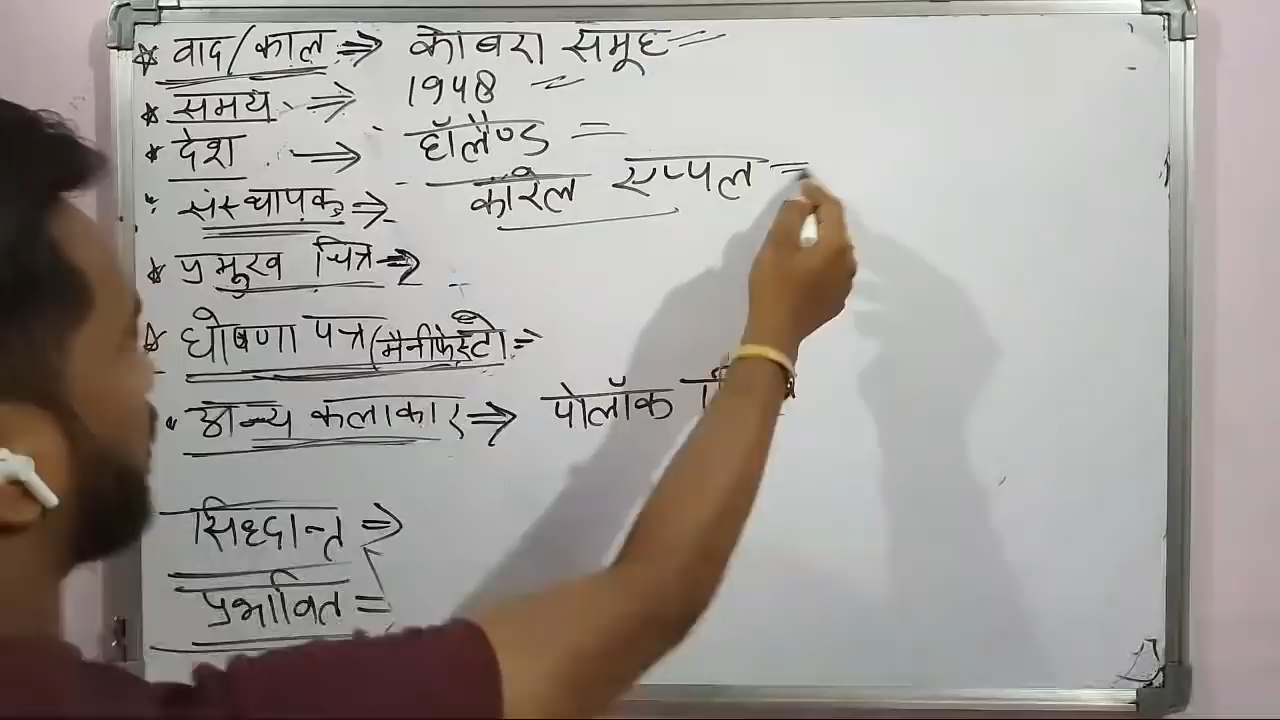 * वाद/काल ⇒ कोबरा समूह
* समय ⇒ 1948
* देश → हॉलैण्ड
संस्थापक ⇒ कॉरेल एप्पल
* प्रमुख चित्र ⇒
* घोषणा पत्र (मैनीफेस्टो) ⇒
अन्य कलाकार ⇒ पोलॉक
सिध्दान्त ⇒
प्रभावित =